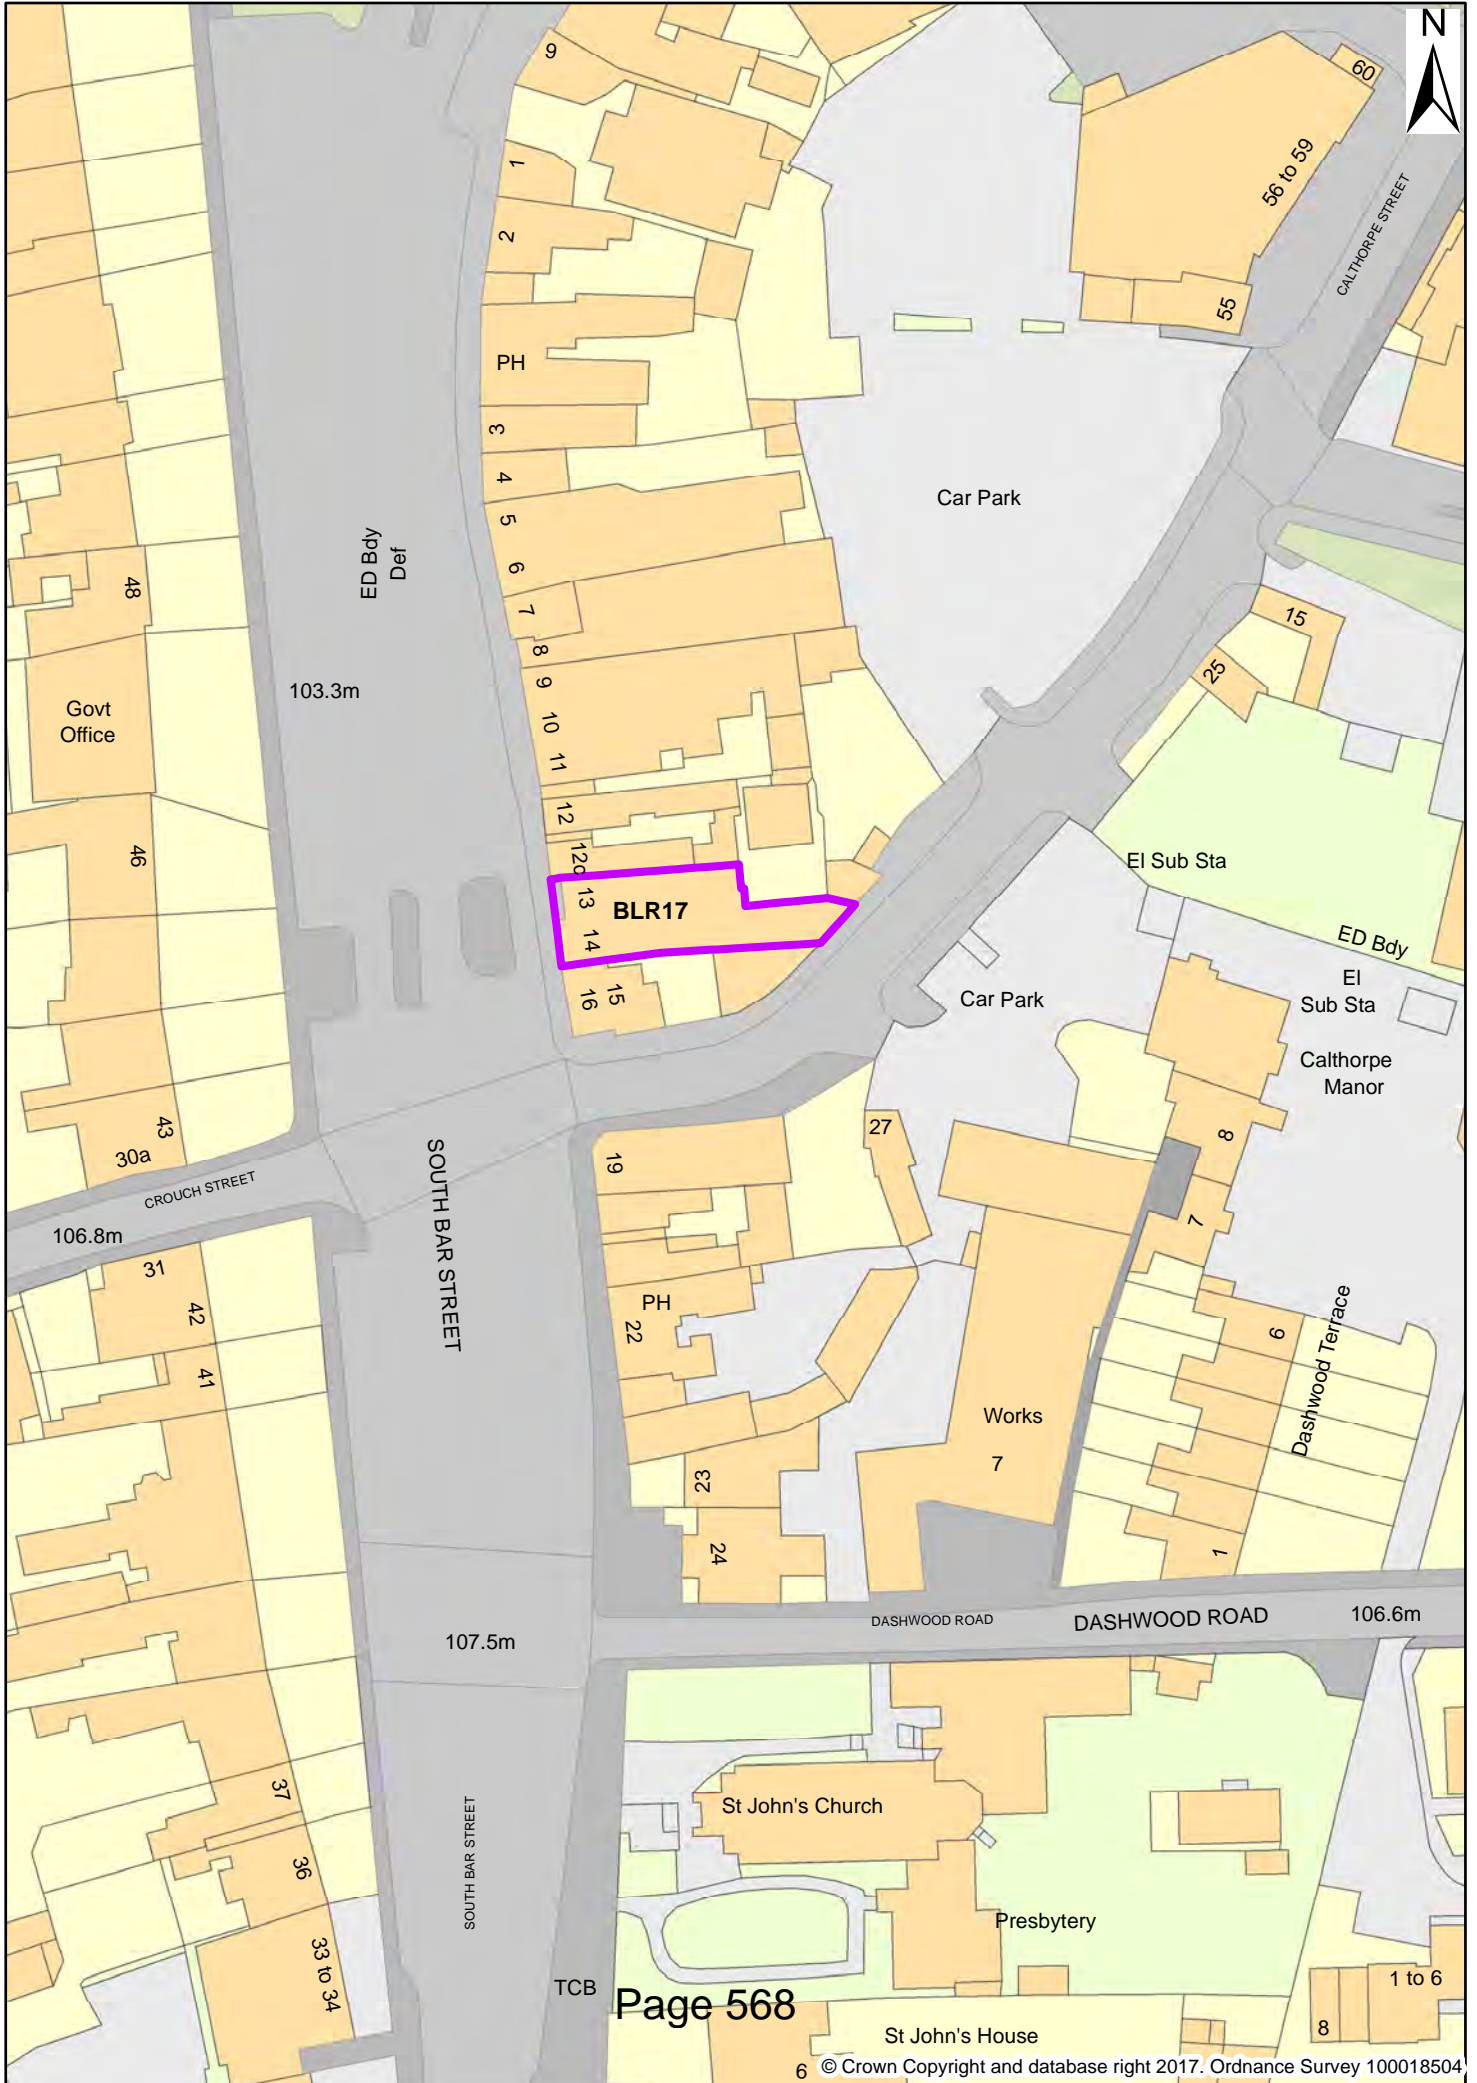 N
9
60
1
56 to 59
CALTHORPE STREET
2
55
PH
3
4
Car Park
5
ED Bdy
Def
6
48
7
15
8
25
9
103.3m
Govt
Office
10
11
12
46
12c
El Sub Sta
13
BLR17
14
ED Bdy
15
16
Car Park
El
Sub Sta
Calthorpe
Manor
43
30a
19
27
8
CROUCH STREET
SOUTH BAR STREET
106.8m
7
31
42
PH
22
6
Dashwood Terrace
41
Works
7
23
24
1
DASHWOOD ROAD
DASHWOOD ROAD
106.6m
107.5m
37
St John's Church
SOUTH BAR STREET
36
Presbytery
33 to 34
TCB
Page 568
1 to 6
8
St John's House
6
© Crown Copyright and database right 2017. Ordnance Survey 100018504